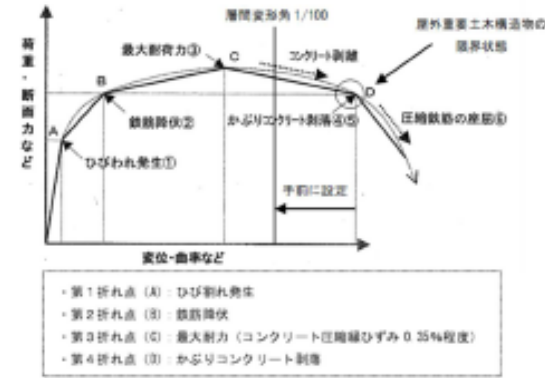 層間変形角 1/100
屋外重要土木構造物の
限界状態
荷重・断面力など
最大耐荷力③
C
コンクリート剥離
B
D
鉄筋降伏②
かぶりコンクリート剥落④⑤
圧縮鉄筋の座屈⑥
A
ひびわれ発生①
手前に設定
変位・曲率など
・第1折れ点（A）：ひび割れ発生
・第2折れ点（B）：鉄筋降伏
・第3折れ点（C）：最大耐力（コンクリート圧縮縁ひずみ 0.35%程度）
・第4折れ点（D）：かぶりコンクリート剥落